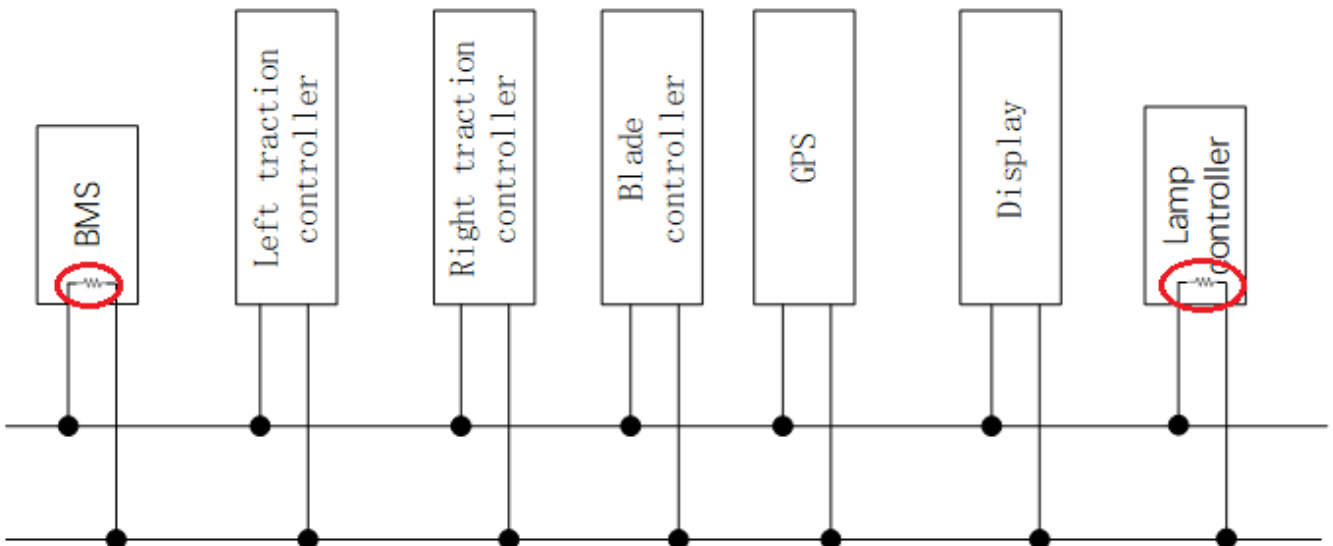 BMS
Left traction
controller
Right traction
controller
Blade
controller
GPS
Display
Lamp
controller